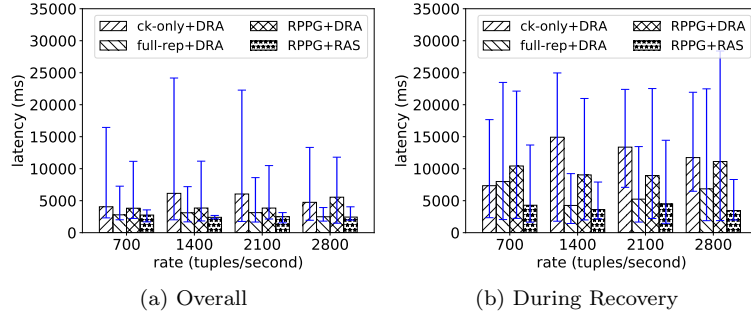 35000
30000
25000
20000
15000
10000
5000
0
latency (ms)
ck-only+DRA
full-rep+DRA
RPPG+DRA
RPPG+RAS
700 1400 2100 2800
rate (tuples/second)
(a) Overall
35000
30000
25000
20000
15000
10000
5000
0
latency (ms)
ck-only+DRA
full-rep+DRA
RPPG+DRA
RPPG+RAS
700 1400 2100 2800
rate (tuples/second)
(b) During Recovery